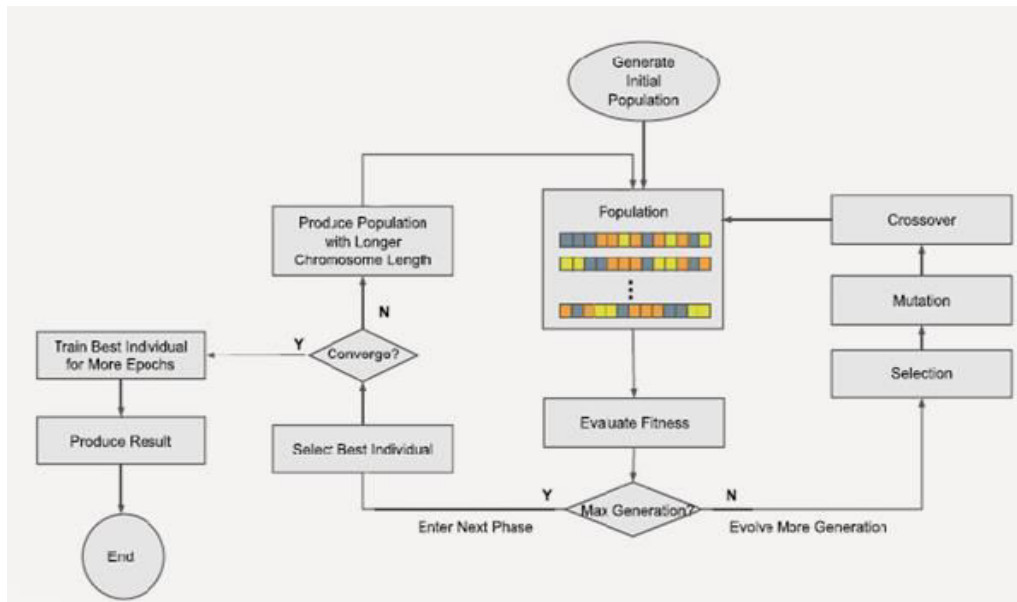 Generate
Initial
Population
Population
Crossover
Mutation
Selection
Produce Population
with Longer
Chromosome Length
N
Converge?
Y
Train Best Individual
for More Epochs
Produce Result
End
Select Best Individual
Evaluate Fitness
Max Generation?
Y
Enter Next Phase
N
Evolve More Generation